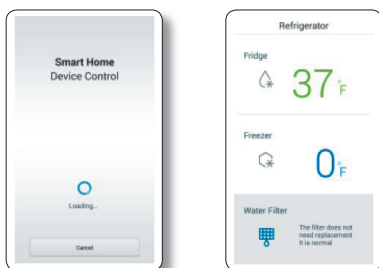 Smart Home
Device Control
Loading..
Cancel
Refrigerator
Fridge
37°F
Freezer
0°F
Water Filter
The filter does not
need replacement
It is normal